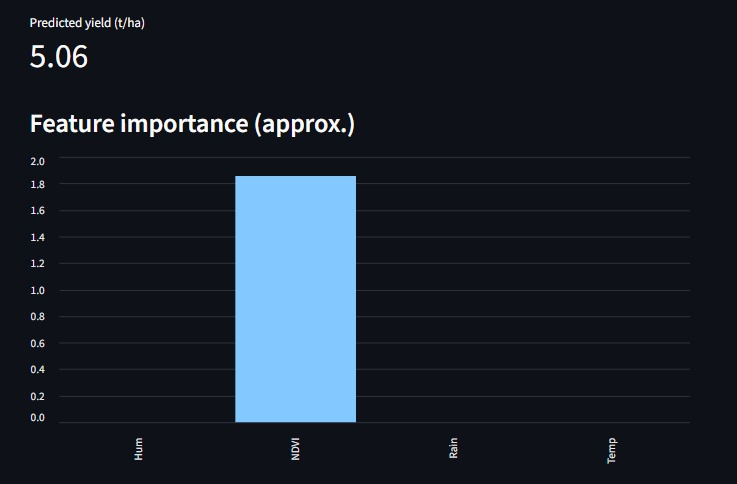 Predicted yield (t/ha)
5.06
Feature importance (approx.)
2.0
1.8
1.6
1.4
1.2
1.0
0.8
0.6
0.4
0.2
0.0
Hum
NDVI
Rain
Temp